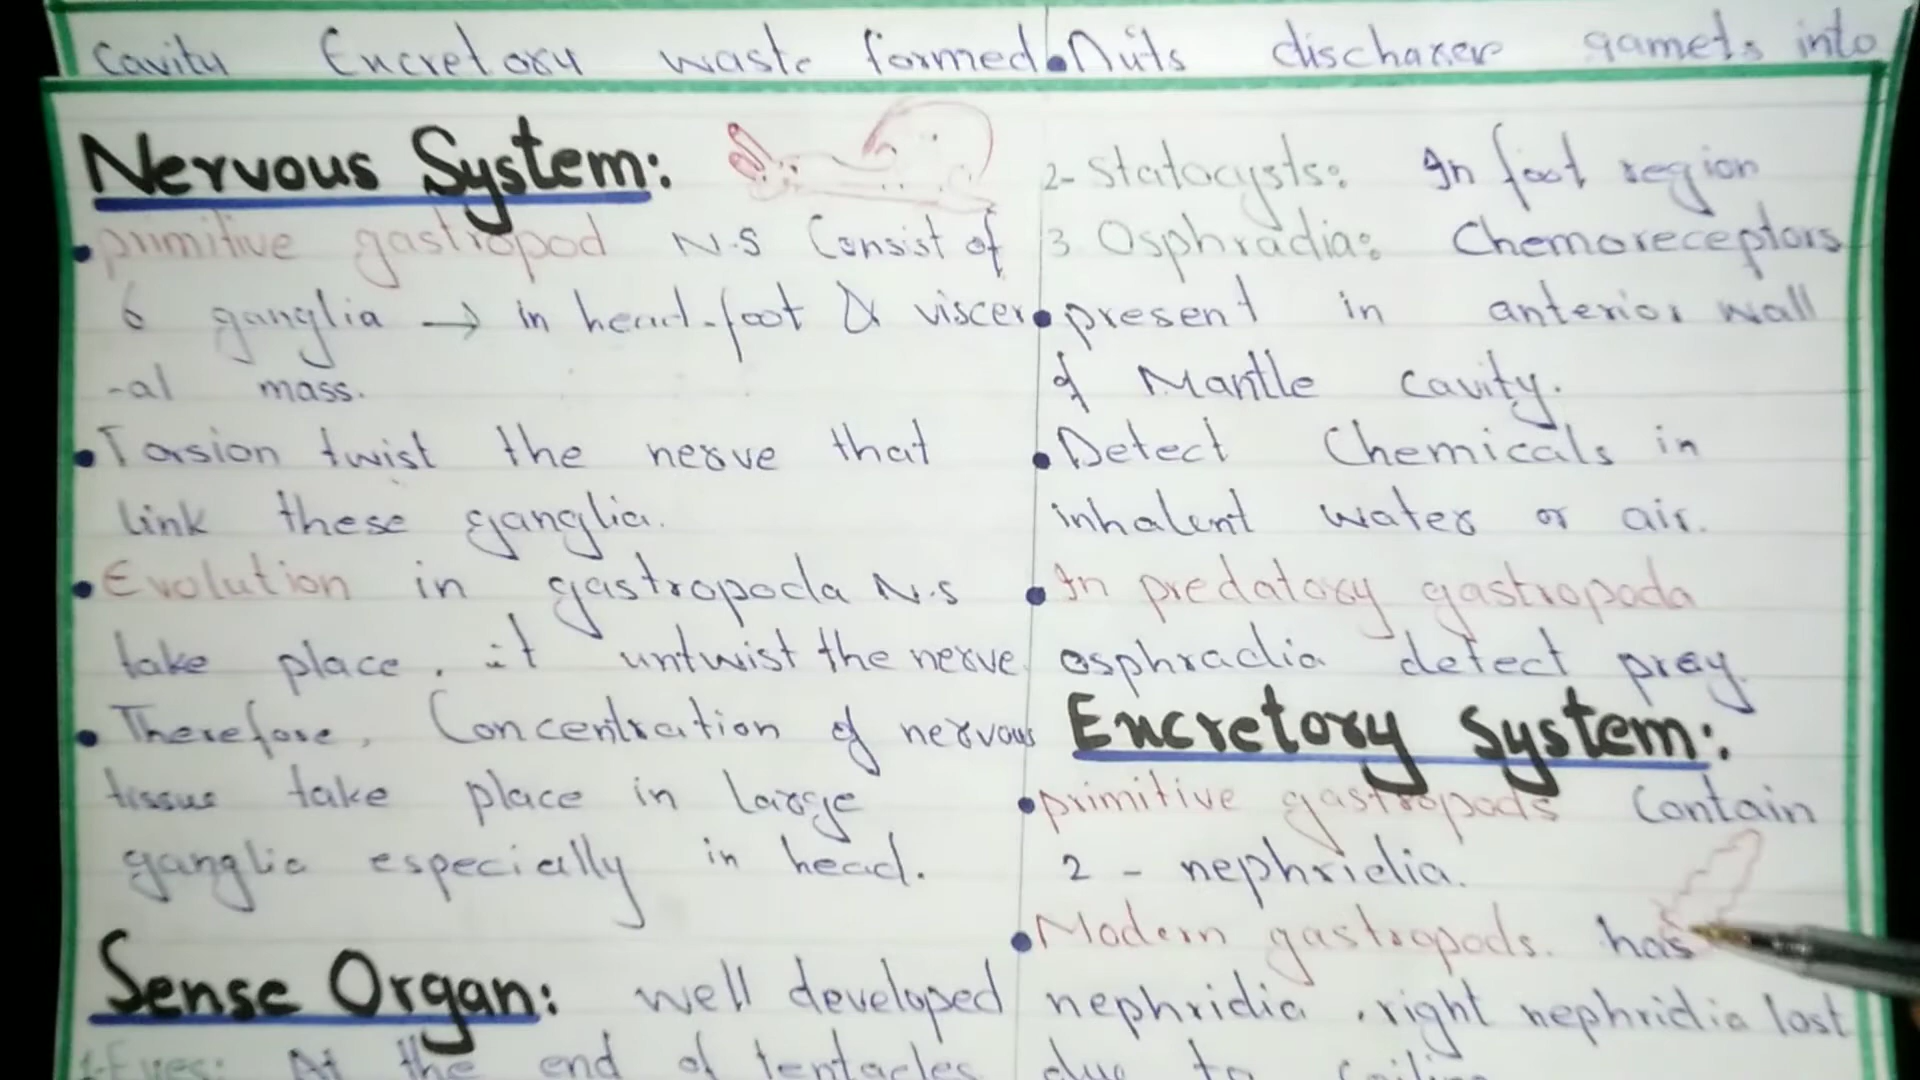 cavity Excretory waste formed
• Nuts discharge gamets into
Nervous System:
• primitive gastropod N.S Consist of
6 ganglia → in head-foot & viscer
-al mass.
• Torsion twist the nerve that
link these ganglia.
• Evolution in gastropoda N.S
take place. it untwist the nerve
• Therefore, Concentration of nervous
tissue take place in large
ganglia especially in head.
Sense Organ: well developed
1-Eyes: At the end of tentacles
2- Statocysts: In foot region
3 Osphradia: Chemoreceptors
• present in anterior wall
of Mantle cavity.
• Detect Chemicals in
inhalent water or air.
• In predatory gastropoda
osphradia detect prey
Excretory System:
• primitive gastropods Contain
2 - nephridia.
• Modern gastropods. has
nephridia . right nephridia lost
due to coiling